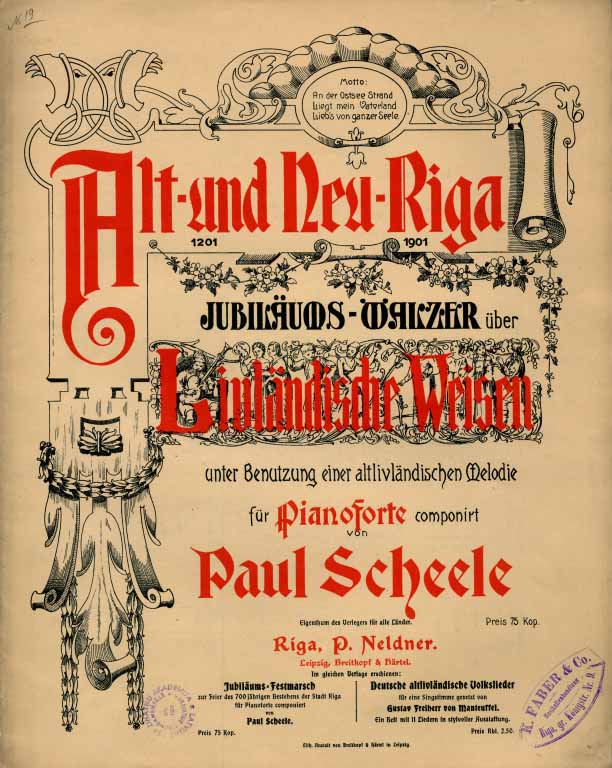 N 19
Motto:
An der Ostsee Strand
Liegt mein Vaterland
Lieb's von ganzer Seele.
Alt- und Neu-Riga
1201 1901
JUBILÄUMS-WALZER über
Livländische Weisen
unter Benutzung einer altlivländischen Melodie
für Pianoforte componirt
von
Paul Scheele
Eigenthum des Verlegers für alle Länder.
Preis 75 Kop.
Riga, P. Neldner.
Leipzig, Breitkopf & Härtel.
Im gleichen Verlage erschienen:
Jubiläums-Festmarsch
zur Feier des 700jährigen Bestehens der Stadt Riga
für Pianoforte componiert
von
Paul Scheele.
Preis 75 Kop.
Deutsche altlivländische Volkslieder
für eine Singstimme gesetzt von
Gustav Freiherr von Manteuffel.
Ein Heft mit 11 Liedern in stylvoller Ausstattung.
Preis Rbl. 2.50.
Lith. Anstalt von Breitkopf & Härtel in Leipzig.
K. FABER & Co.
Riga, gr. Königstr. Nr. 9.